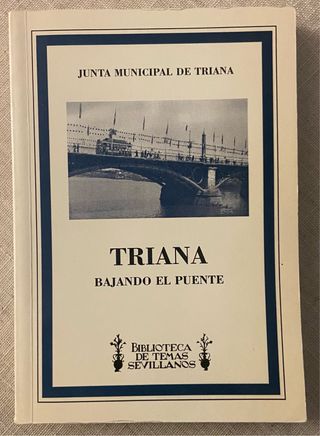 JUNTA MUNICIPAL DE TRIANA
TRIANA
BAJANDO EL PUENTE
BIBLIOTECA
DE TEMAS
SEVILLANOS